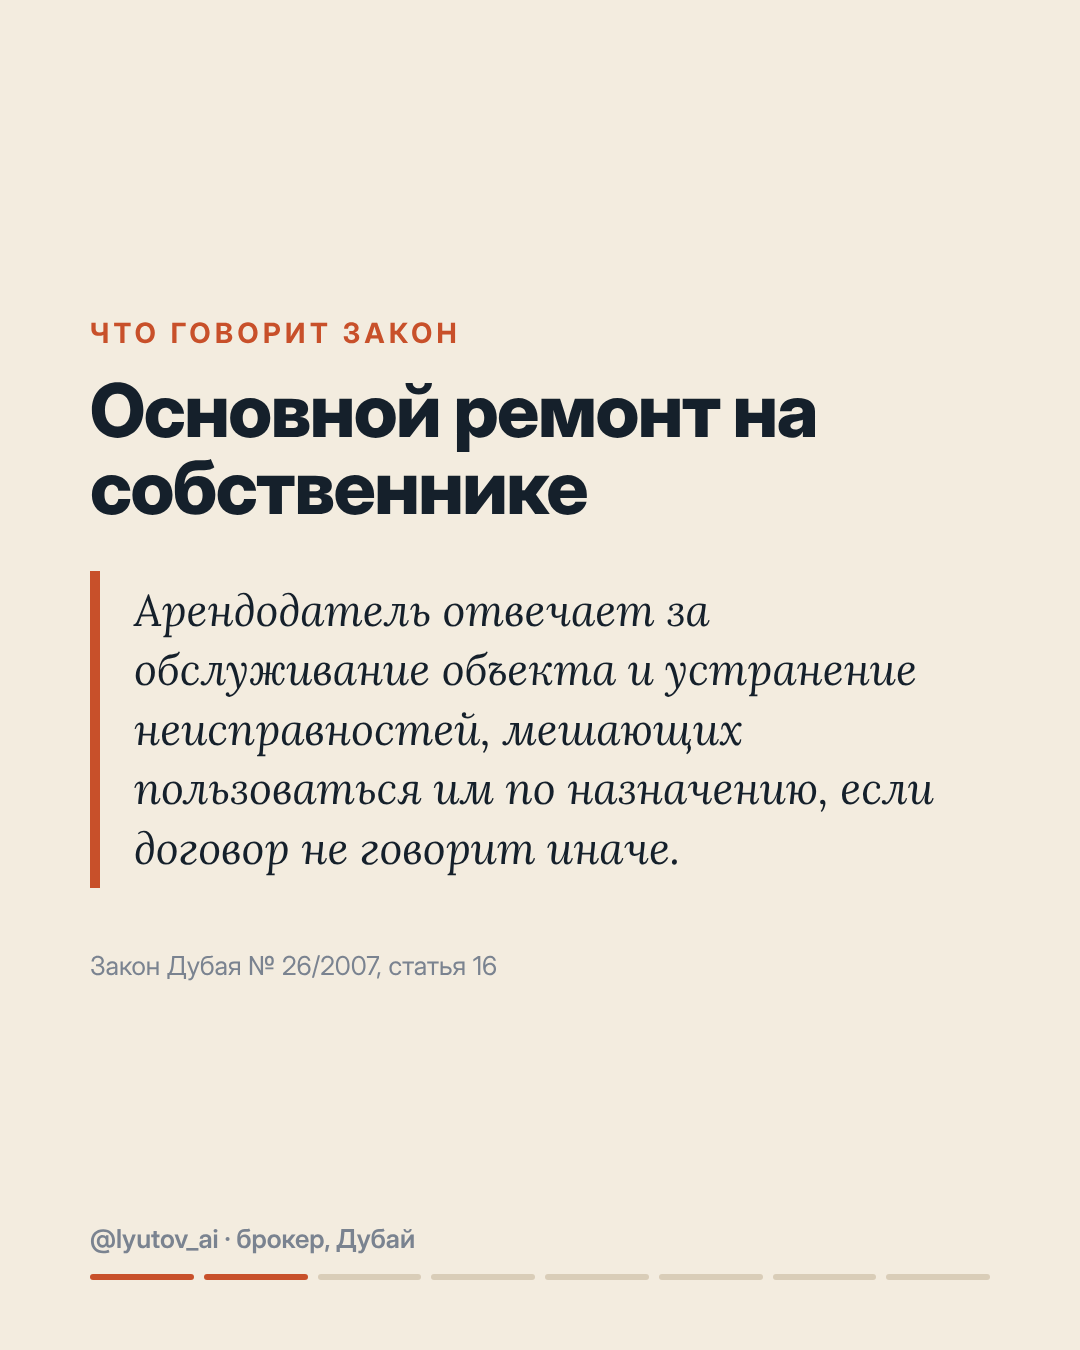 ЧТО ГОВОРИТ ЗАКОН
Основной ремонт на
собственнике
Арендодатель отвечает за
обслуживание объекта и устранение
неисправностей, мешающих
пользоваться им по назначению, если
договор не говорит иначе.
Закон Дубая № 26/2007, статья 16
@lyutov_ai · брокер, Дубай